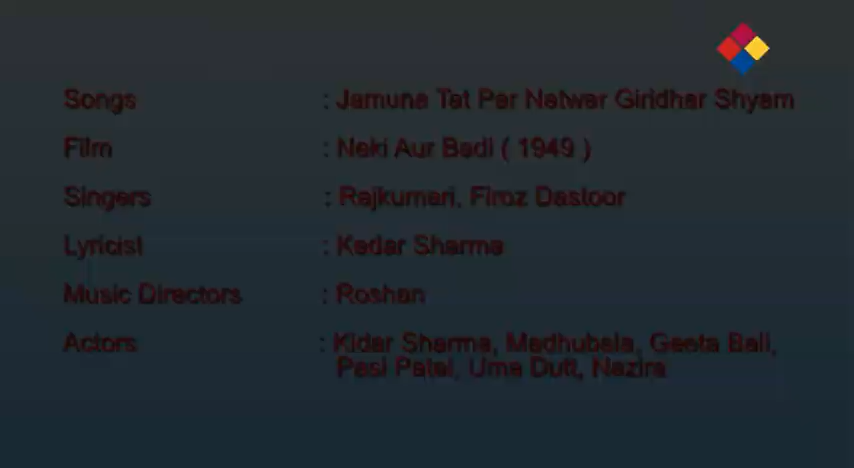 Songs : Jamuna Tat Par Natwar Giridhar Shyam
Film : Neki Aur Badi ( 1949 )
Singers : Rajkumari, Firoz Dastoor
Lyricist : Kedar Sharma
Music Directors : Roshan
Actors : Kidar Sharma, Madhubala, Geeta Bali,
Pesi Patel, Uma Dutt, Nazira